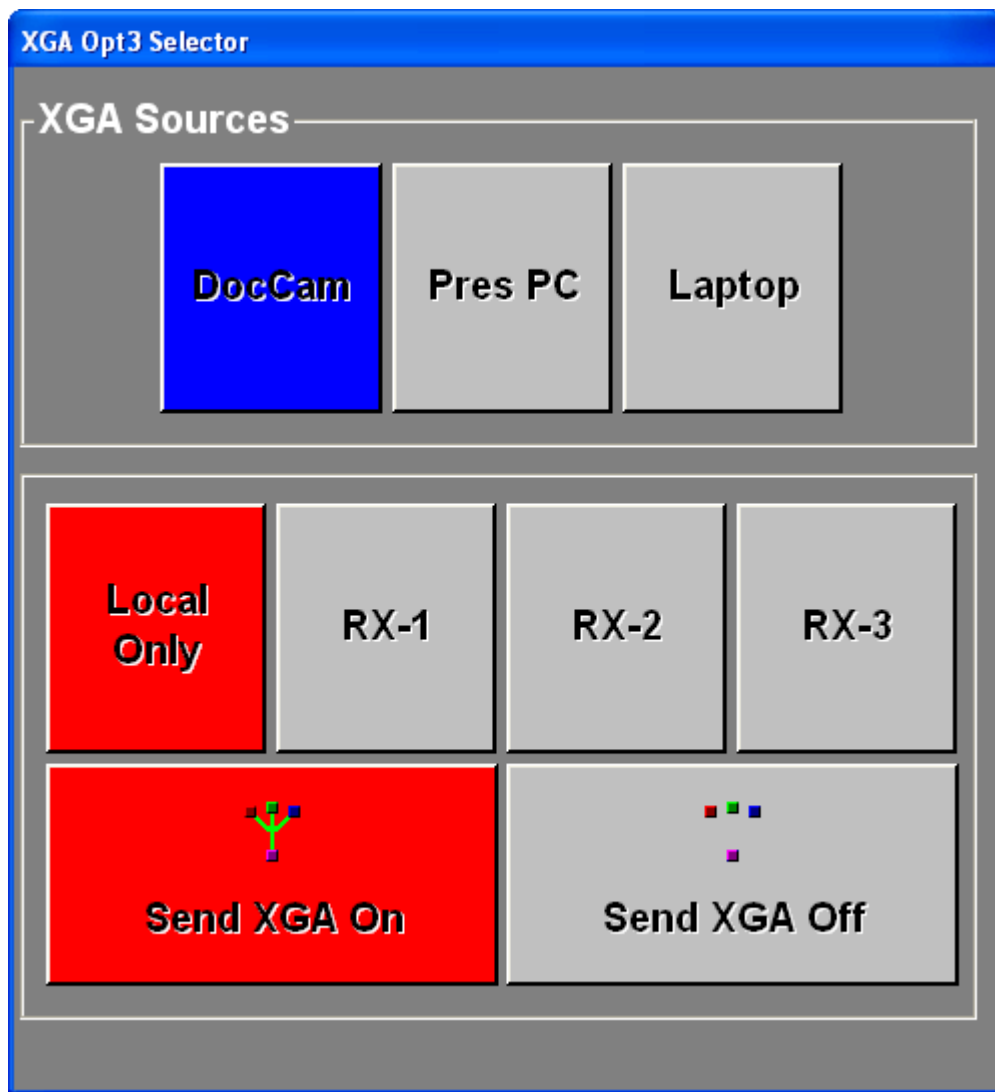 XGA Opt3 Selector
XGA Sources
DocCam
Pres PC
Laptop
Local
Only
RX-1
RX-2
RX-3
Send XGA On
Send XGA Off